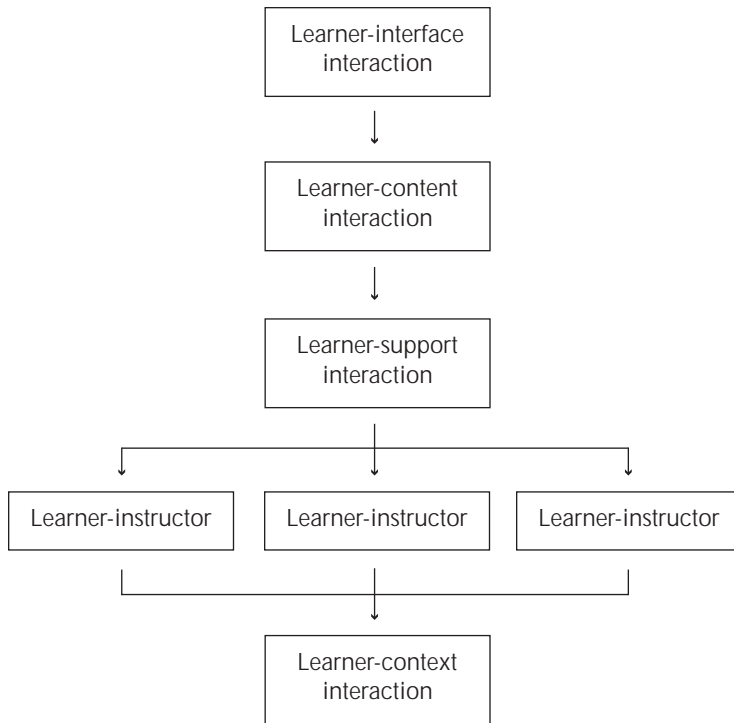 Learner-interface
interaction
Learner-content
interaction
Learner-support
interaction
Learner-instructor
Learner-instructor
Learner-instructor
Learner-context
interaction